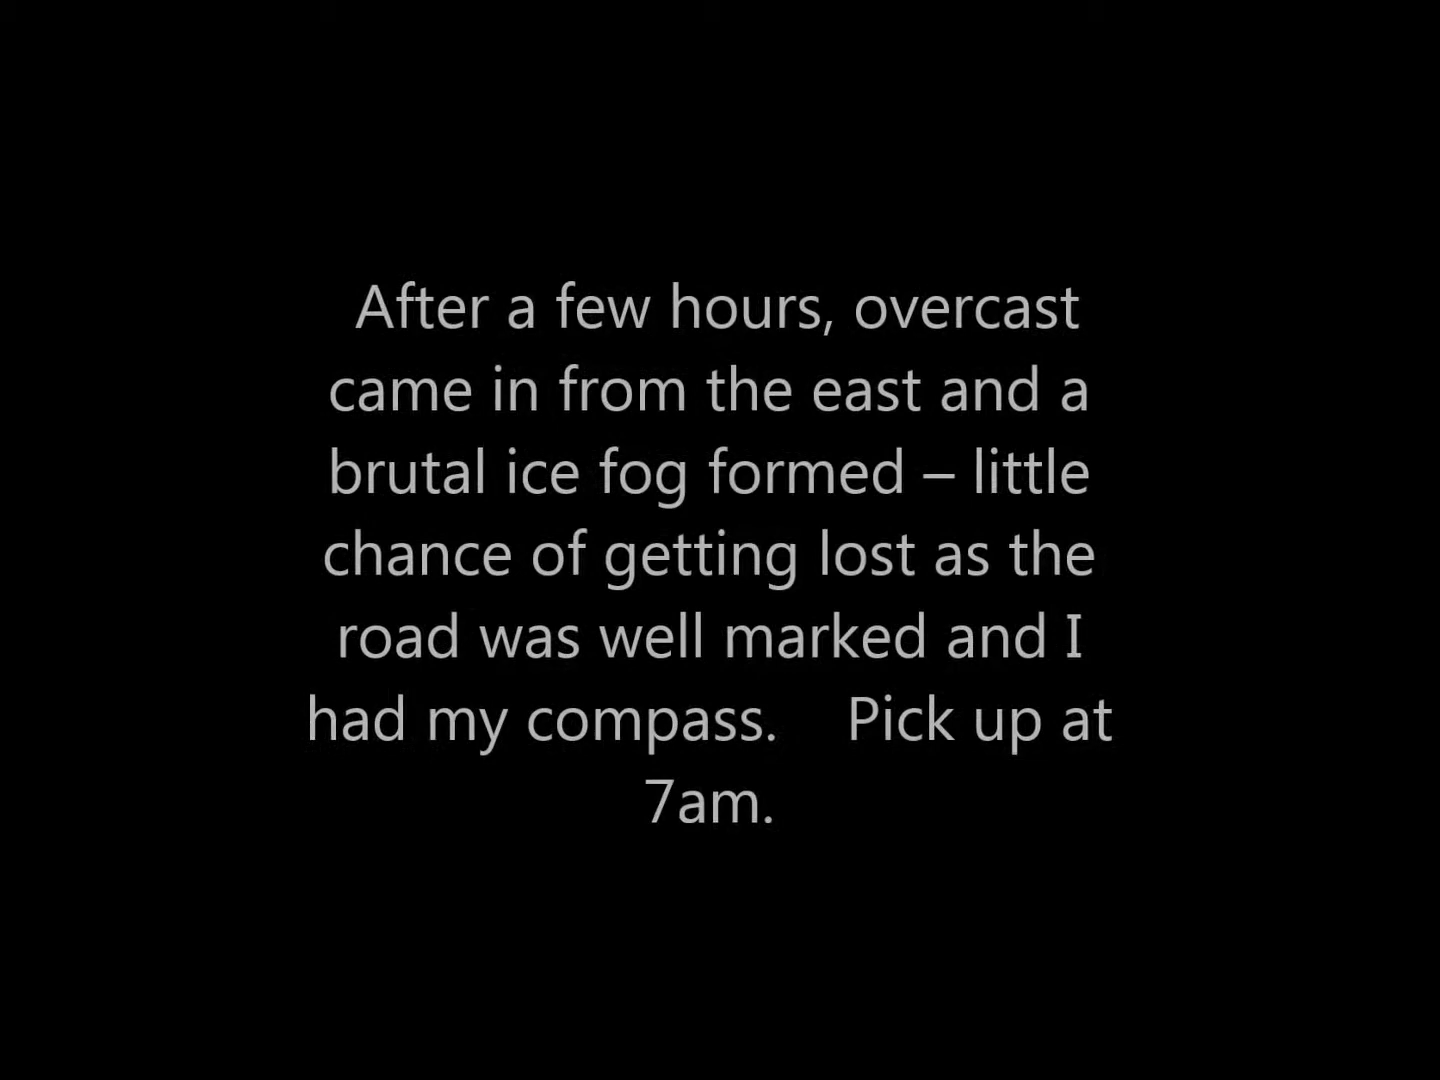 After a few hours, overcast
came in from the east and a
brutal ice fog formed – little
chance of getting lost as the
road was well marked and I
had my compass.    Pick up at
7am.